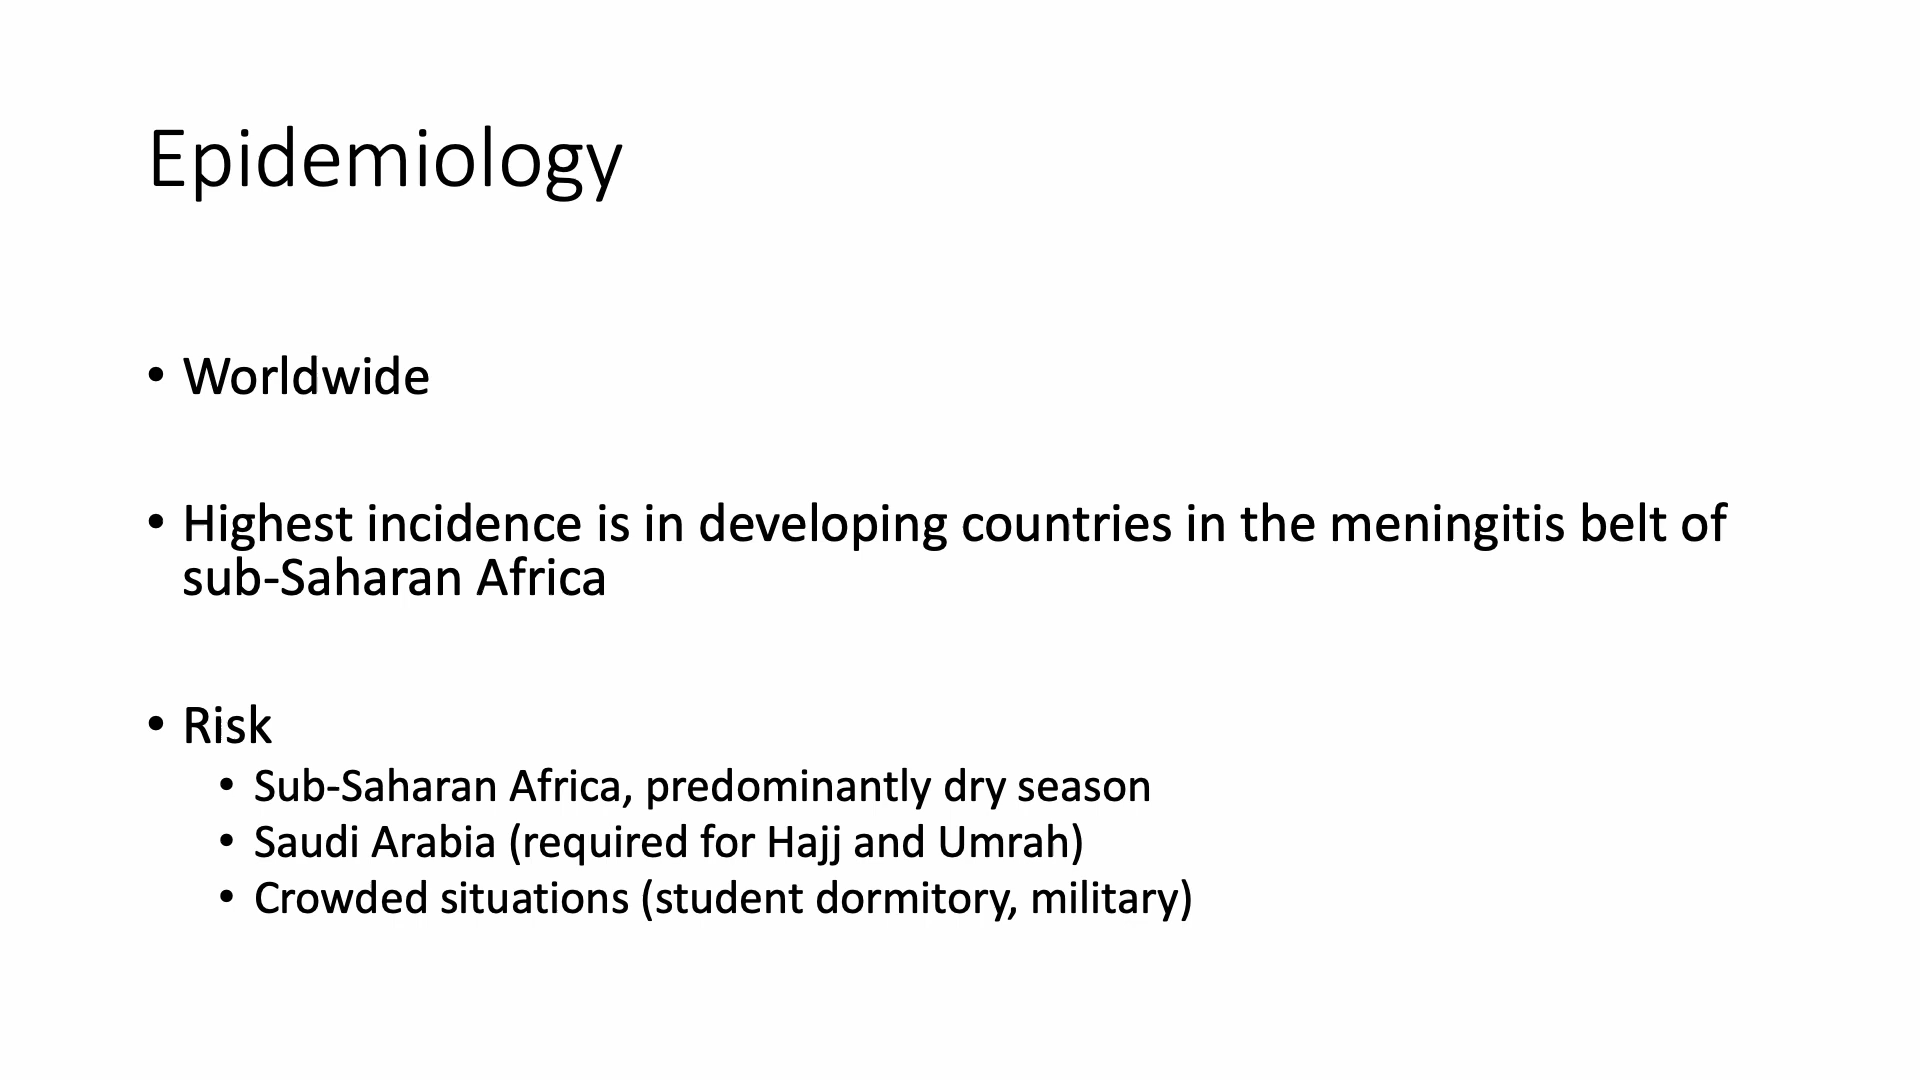 Epidemiology
• Worldwide
• Highest incidence is in developing countries in the meningitis belt of
sub-Saharan Africa
• Risk
• Sub-Saharan Africa, predominantly dry season
• Saudi Arabia (required for Hajj and Umrah)
• Crowded situations (student dormitory, military)